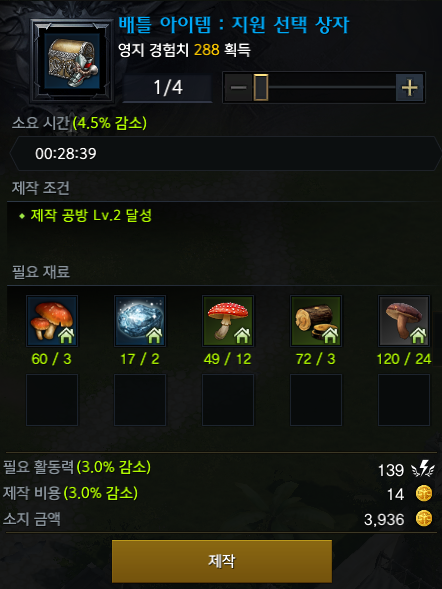 배틀 아이템 : 지원 선택 상자
영지 경험치 288 획득
1/4
소요 시간(4.5% 감소)
00:28:39
제작 조건
제작 공방 Lv.2 달성
필요 재료
60 / 3
17 / 2
49 / 12
72 / 3
120 / 24
필요 활동력(3.0% 감소) 139
제작 비용(3.0% 감소) 14
소지 금액 3,936
제작